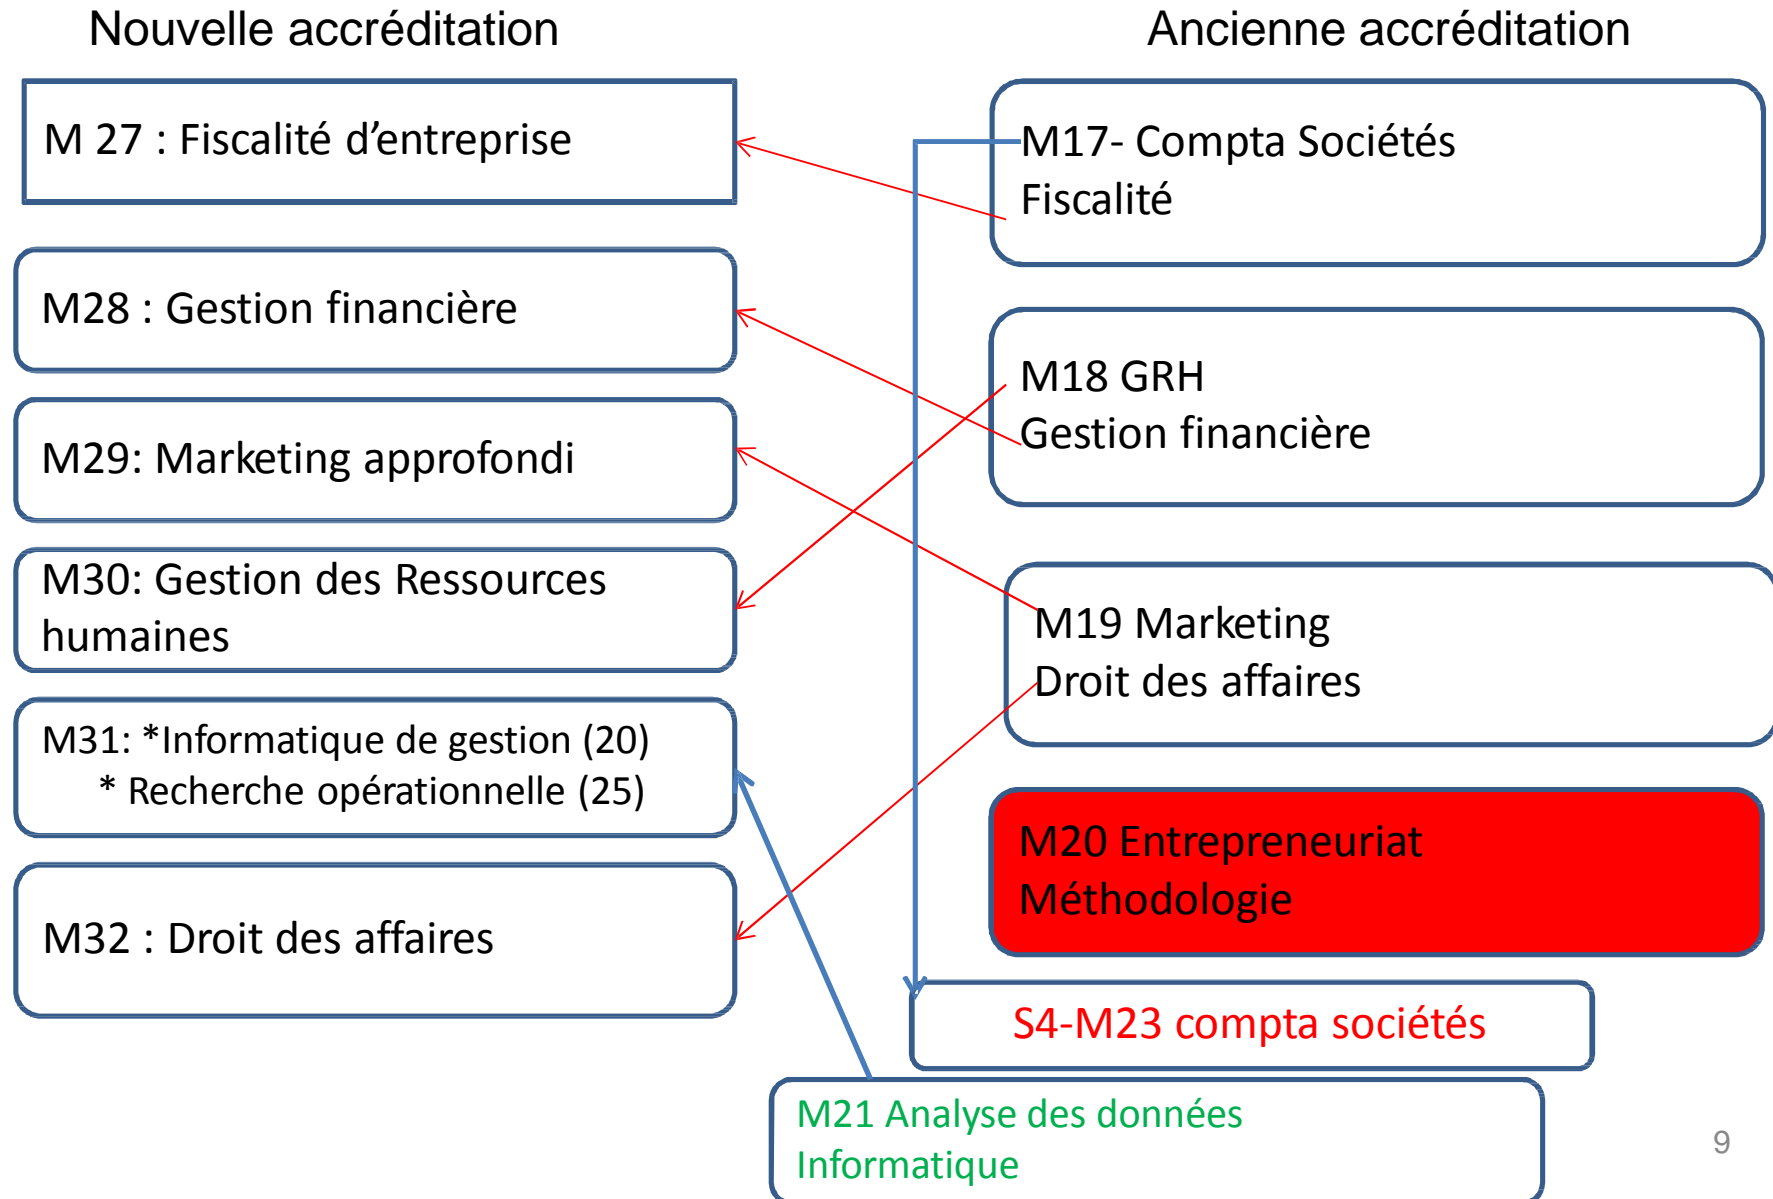 Nouvelle accréditation
Ancienne accréditation
M 27 : Fiscalité d’entreprise
M28 : Gestion financière
M29: Marketing approfondi
M30: Gestion des Ressources
humaines
M31: *Informatique de gestion (20)
* Recherche opérationnelle (25)
M32 : Droit des affaires
M17- Compta Sociétés
Fiscalité
M18 GRH
Gestion financière
M19 Marketing
Droit des affaires
M20 Entrepreneuriat
Méthodologie
S4-M23 compta sociétés
M21 Analyse des données
Informatique
9